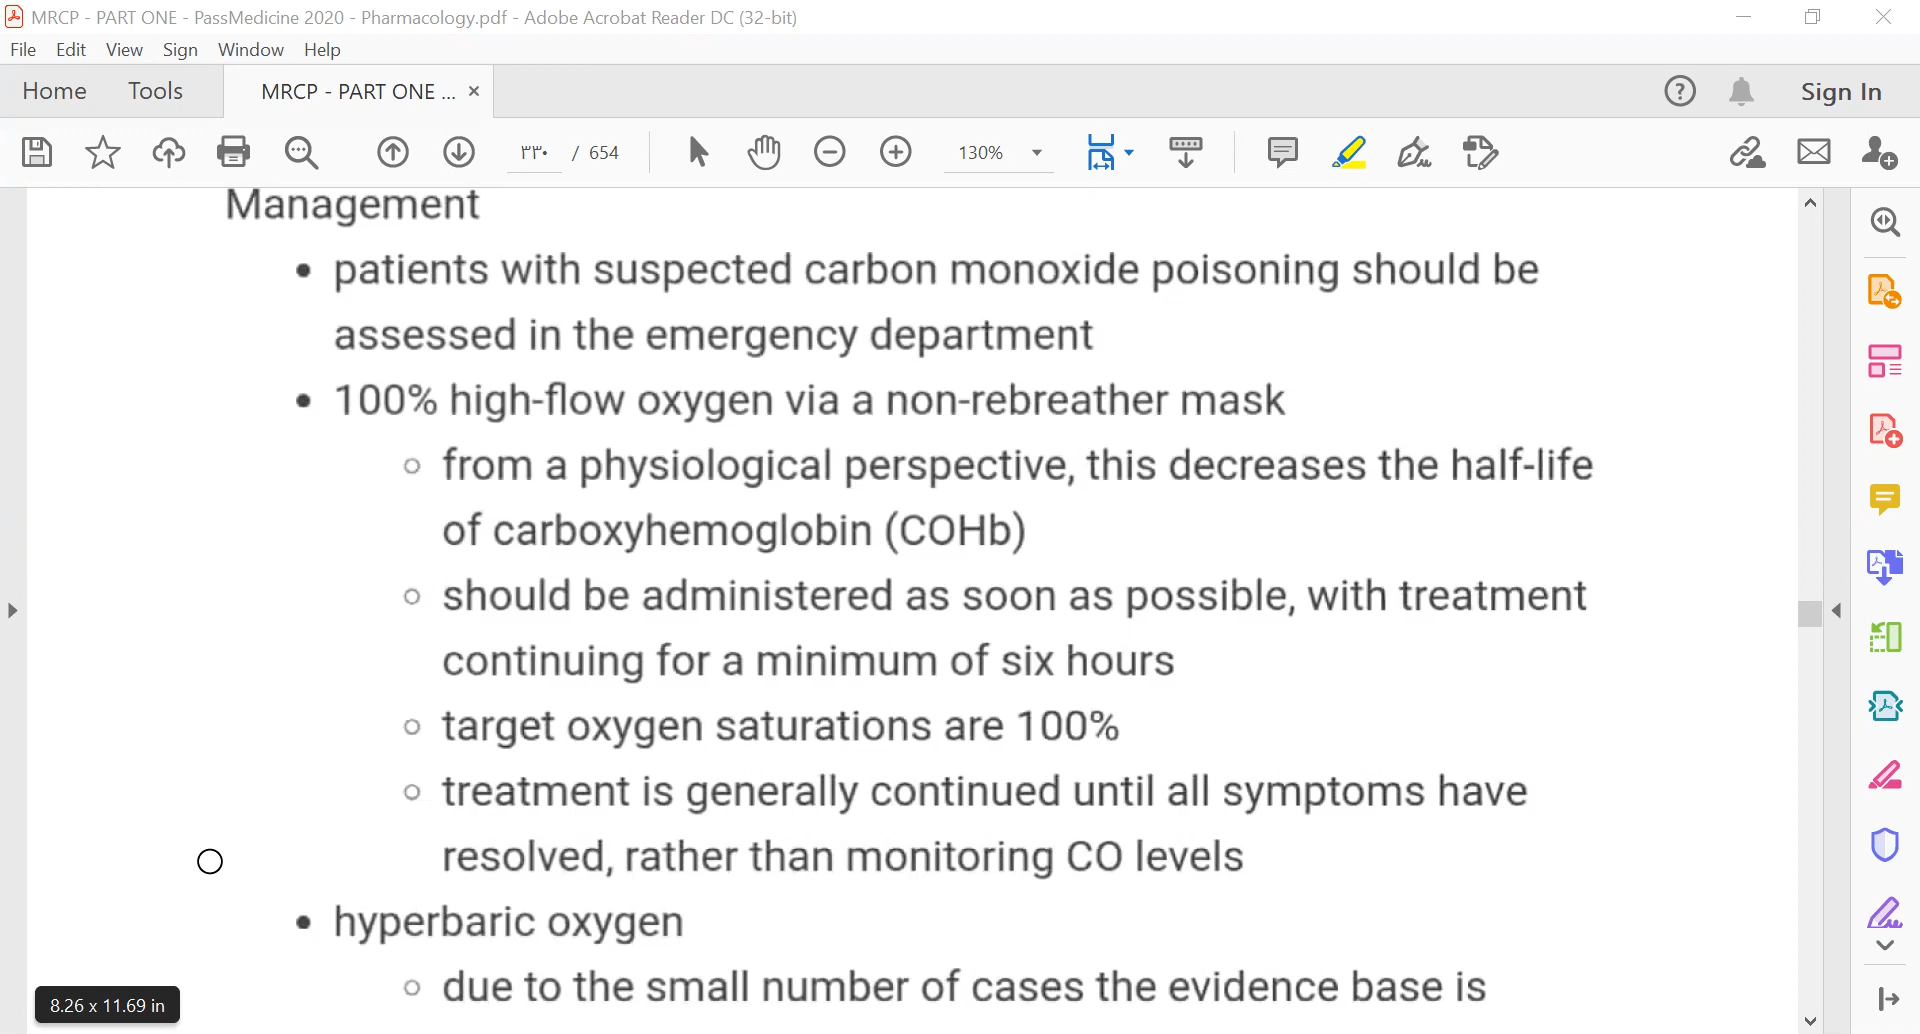 MRCP - PART ONE - PassMedicine 2020 - Pharmacology.pdf - Adobe Acrobat Reader DC (32-bit)
File Edit View Sign Window Help
Home Tools MRCP - PART ONE ... × Sign In
٣٣٠ / 654 130%
Management
• patients with suspected carbon monoxide poisoning should be
assessed in the emergency department
• 100% high-flow oxygen via a non-rebreather mask
○ from a physiological perspective, this decreases the half-life
of carboxyhemoglobin (COHb)
○ should be administered as soon as possible, with treatment
continuing for a minimum of six hours
○ target oxygen saturations are 100%
○ treatment is generally continued until all symptoms have
resolved, rather than monitoring CO levels
• hyperbaric oxygen
○ due to the small number of cases the evidence base is
8.26 x 11.69 in